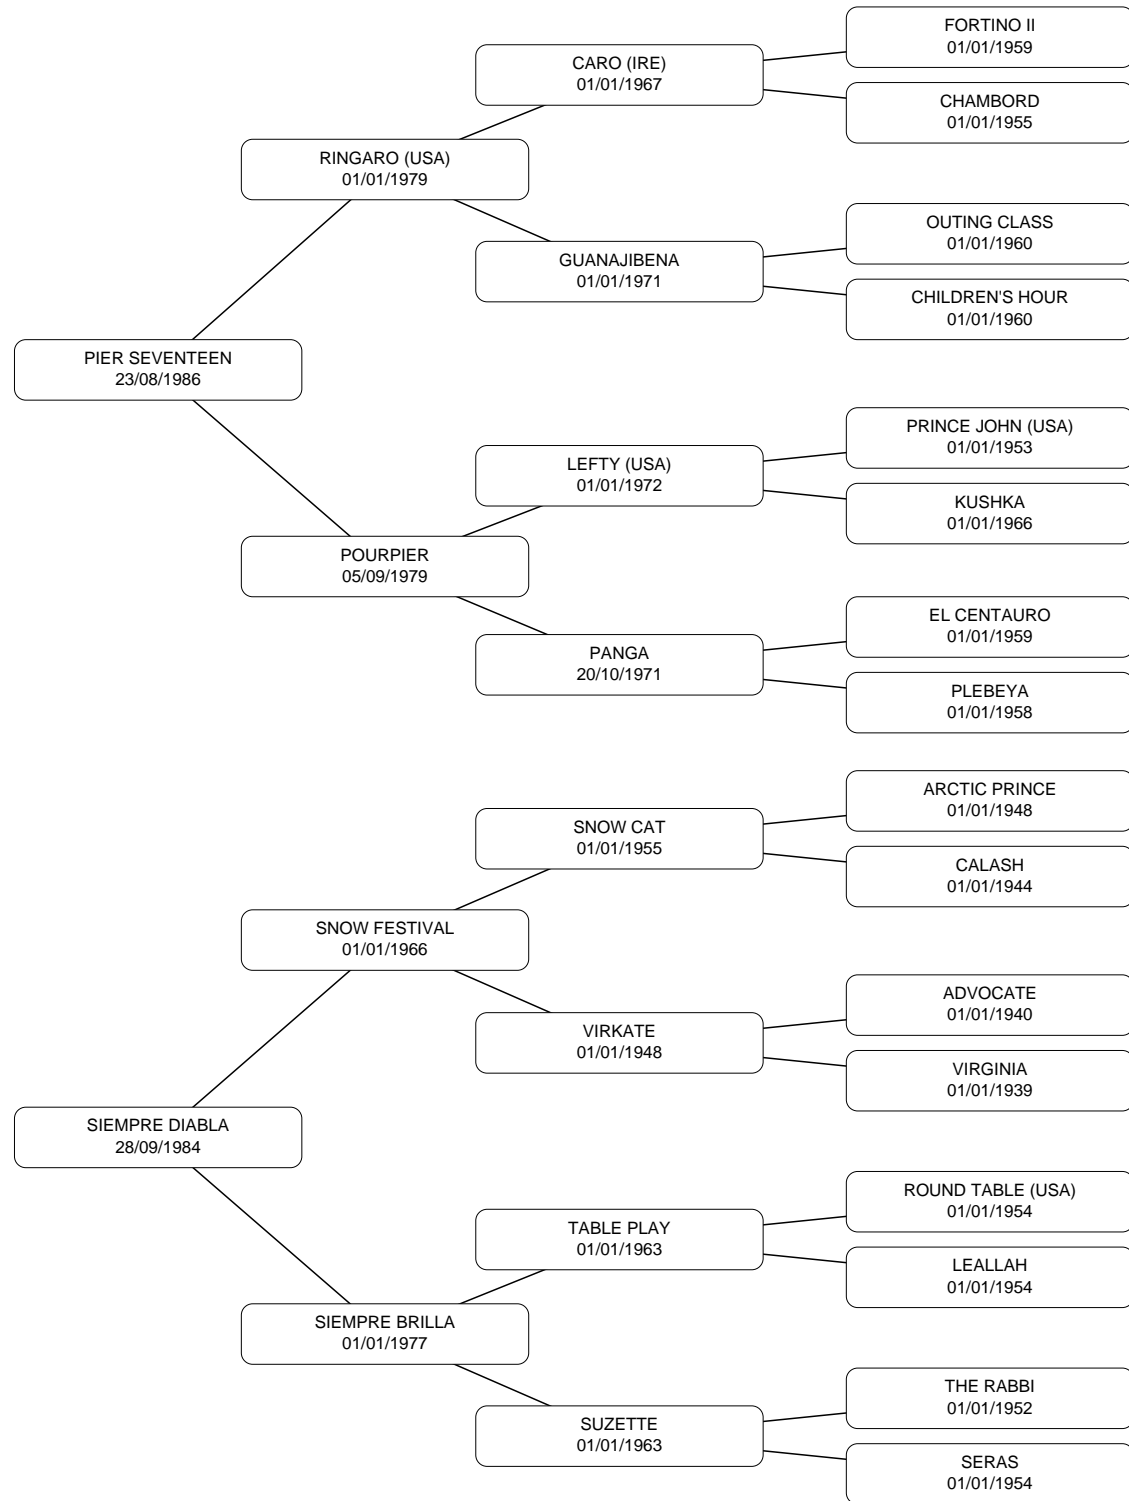 FORTINO II
01/01/1959
CARO (IRE)
01/01/1967
CHAMBORD
01/01/1955
RINGARO (USA)
01/01/1979
OUTING CLASS
01/01/1960
GUANAJIBENA
01/01/1971
CHILDREN'S HOUR
01/01/1960
PIER SEVENTEEN
23/08/1986
PRINCE JOHN (USA)
01/01/1953
LEFTY (USA)
01/01/1972
KUSHKA
01/01/1966
POURPIER
05/09/1979
EL CENTAURO
01/01/1959
PANGA
20/10/1971
PLEBEYA
01/01/1958
ARCTIC PRINCE
01/01/1948
SNOW CAT
01/01/1955
CALASH
01/01/1944
SNOW FESTIVAL
01/01/1966
ADVOCATE
01/01/1940
VIRKATE
01/01/1948
VIRGINIA
01/01/1939
SIEMPRE DIABLA
28/09/1984
ROUND TABLE (USA)
01/01/1954
TABLE PLAY
01/01/1963
LEALLAH
01/01/1954
SIEMPRE BRILLA
01/01/1977
THE RABBI
01/01/1952
SUZETTE
01/01/1963
SERAS
01/01/1954